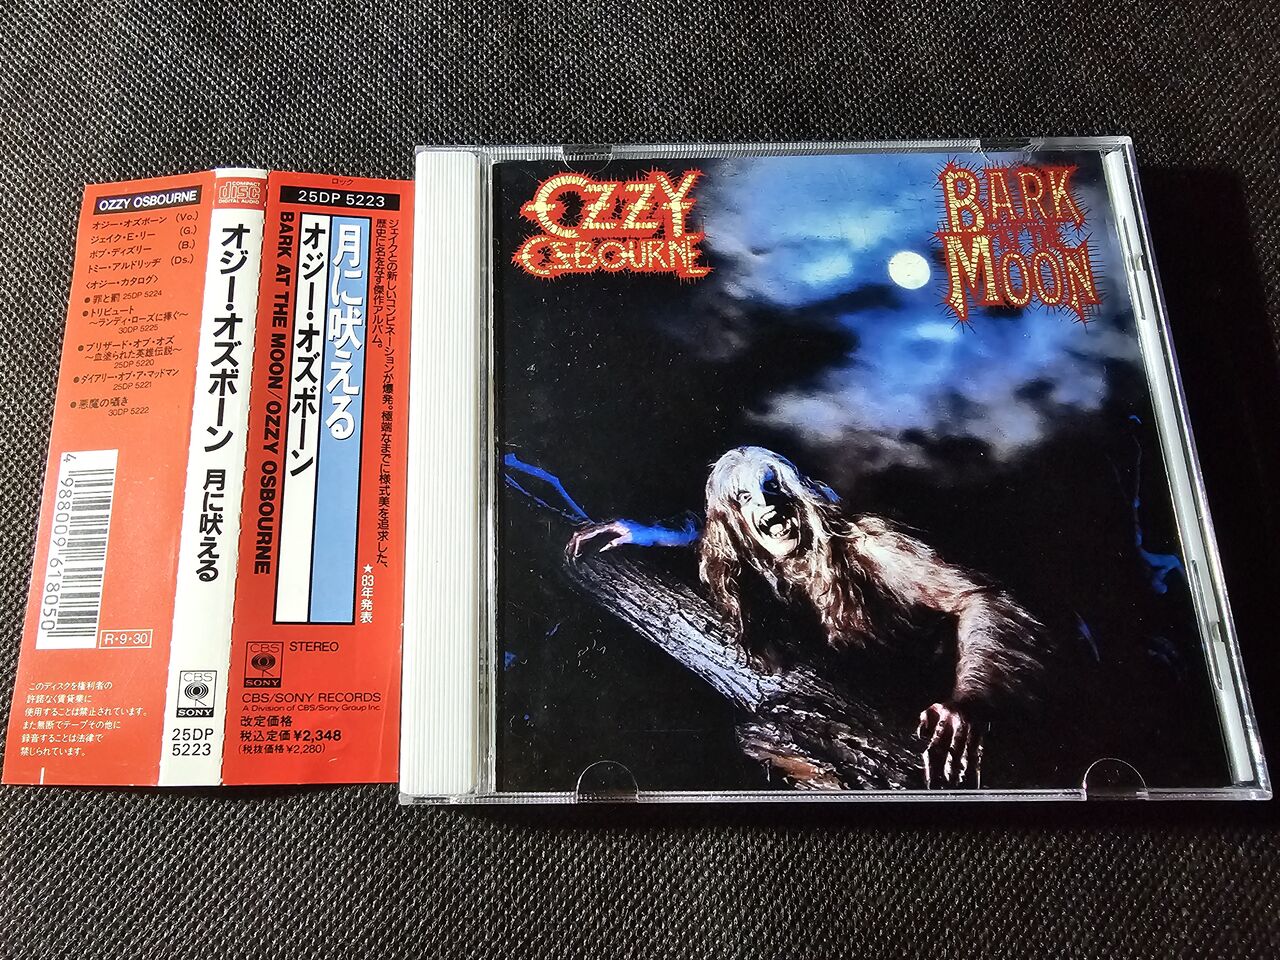 OZZY OSBOURNE
オジー・オズボーン (Vo.)
ジェイク・E・リー (G.)
ボブ・ディズリー (B.)
トミー・アルドリッヂ (Ds.)
〈オジー・カタログ〉
●罪と罰 25DP 5224
●トリビュート
〜ランディ・ローズに捧ぐ〜
30DP 5225
●ブリザード・オブ・オズ
〜血塗られた英雄伝説〜
25DP 5220
●ダイアリー・オブ・ア・マッドマン
25DP 5221
●悪魔の囁き
30DP 5222
4 988009 618050
R・9・30
このディスクを権利者の
許諾なく賃貸業に
使用することは禁止されています。
また無断でテープその他に
録音することは法律で
禁じられています。
COMPACT
disc
DIGITAL AUDIO
オジー・オズボーン 月に吠える
CBS
SONY
25DP
5223
ロック
25DP 5223
ジェイクとの新しいコンビネーションが爆発。極端なまでに様式美を追求した、
歴史に名をなす傑作アルバム。
★83年発表
月に吠える
オジー・オズボーン
BARK AT THE MOON/OZZY OSBOURNE
CBS
SONY
STEREO
CBS/SONY RECORDS
A Division of CBS/Sony Group Inc.
改定価格
税込定価 ¥2,348
(税抜価格¥2,280)
OZZY
OSBOURNE
BARK
AT THE
MOON